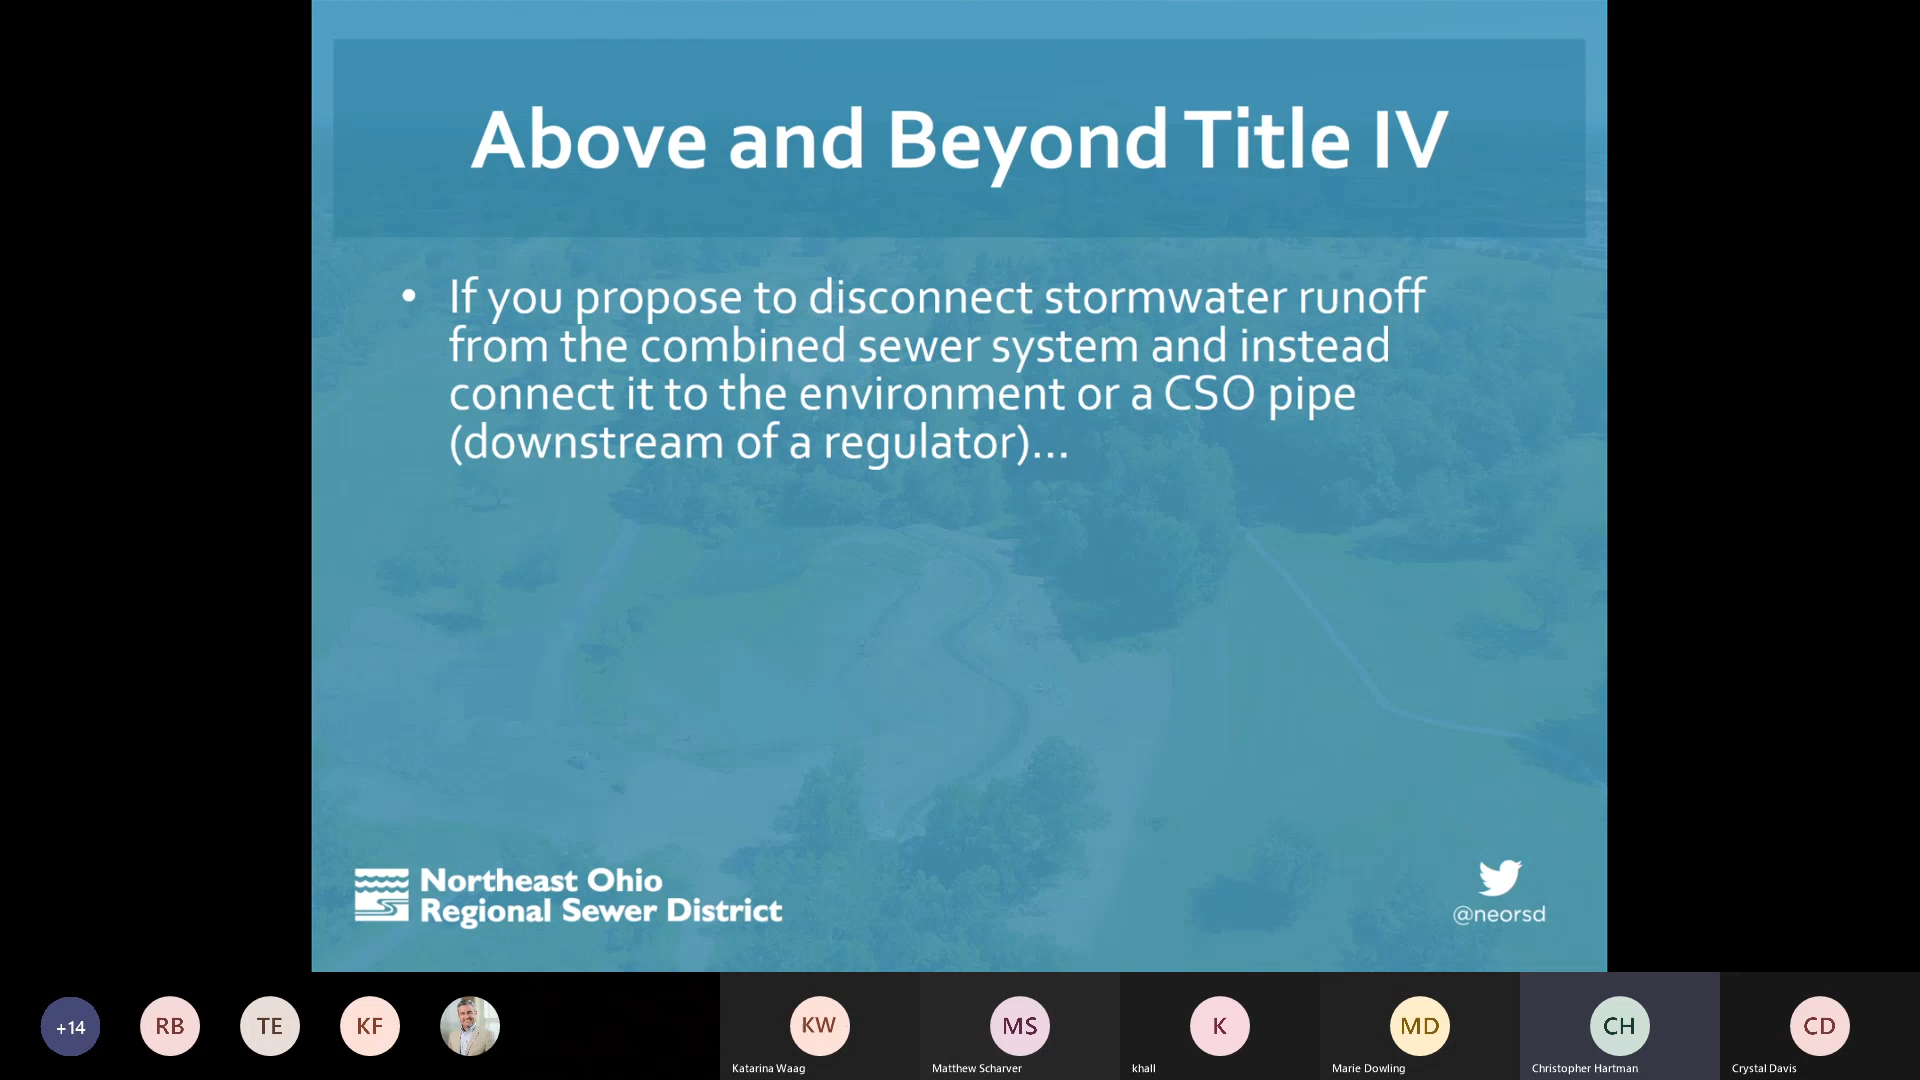 Above and Beyond Title IV
• If you propose to disconnect stormwater runoff
from the combined sewer system and instead
connect it to the environment or a CSO pipe
(downstream of a regulator)...
Northeast Ohio
Regional Sewer District
@neorsd
+14
RB
TE
KF
KW
MS
K
MD
CH
CD
Katarina Waag
Matthew Scharver
khall
Marie Dowling
Christopher Hartman
Crystal Davis